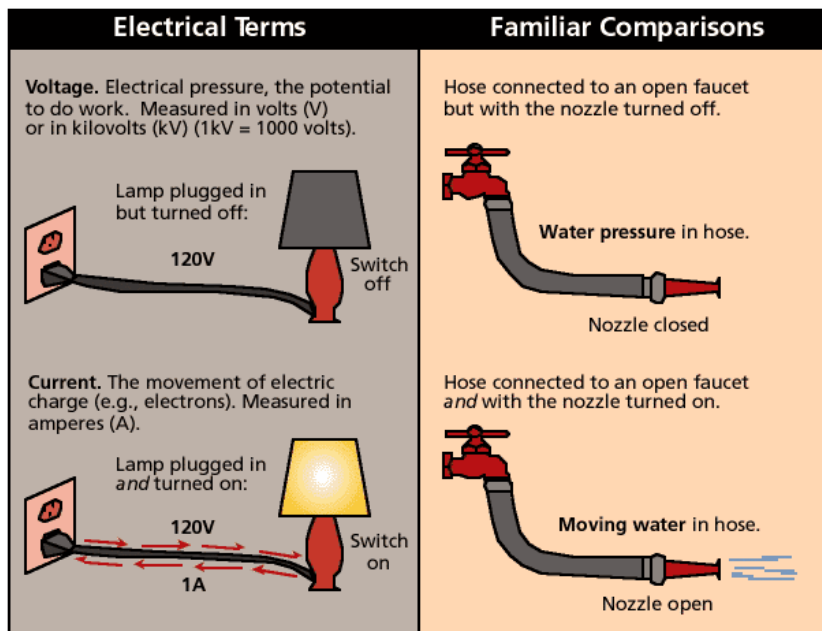 Electrical Terms
Familiar Comparisons
Voltage. Electrical pressure, the potential
to do work.  Measured in volts (V)
or in kilovolts (kV) (1kV = 1000 volts).
Lamp plugged in
but turned off:
120V
Switch
off
Hose connected to an open faucet
but with the nozzle turned off.
Water pressure in hose.
Nozzle closed
Current. The movement of electric
charge (e.g., electrons). Measured in
amperes (A).
Lamp plugged in
and turned on:
120V
Switch
on
1A
Hose connected to an open faucet
and with the nozzle turned on.
Moving water in hose.
Nozzle open